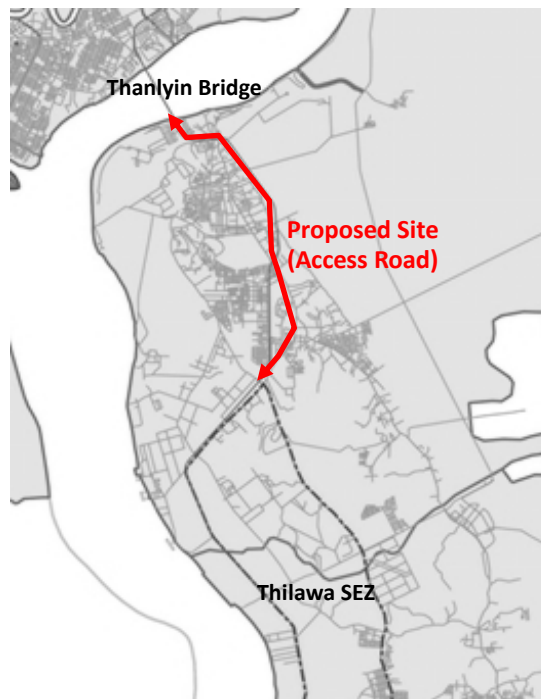 Thanlyin Bridge
Proposed Site
(Access Road)
Thilawa SEZ